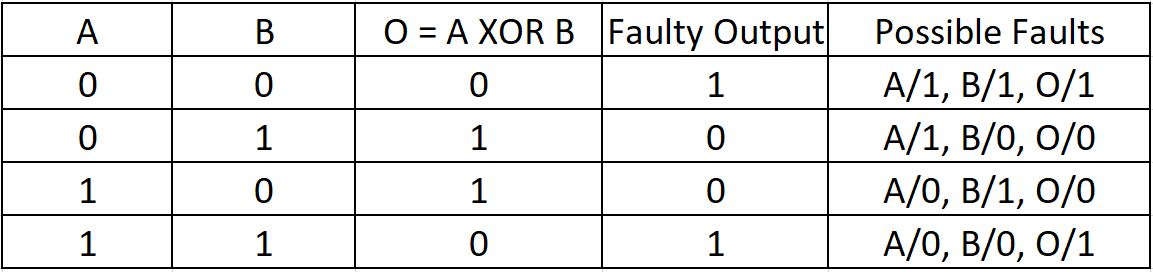 A B O = A XOR B Faulty Output Possible Faults
0 0 0 1 A/1, B/1, O/1
0 1 1 0 A/1, B/0, O/0
1 0 1 0 A/0, B/1, O/0
1 1 0 1 A/0, B/0, O/1